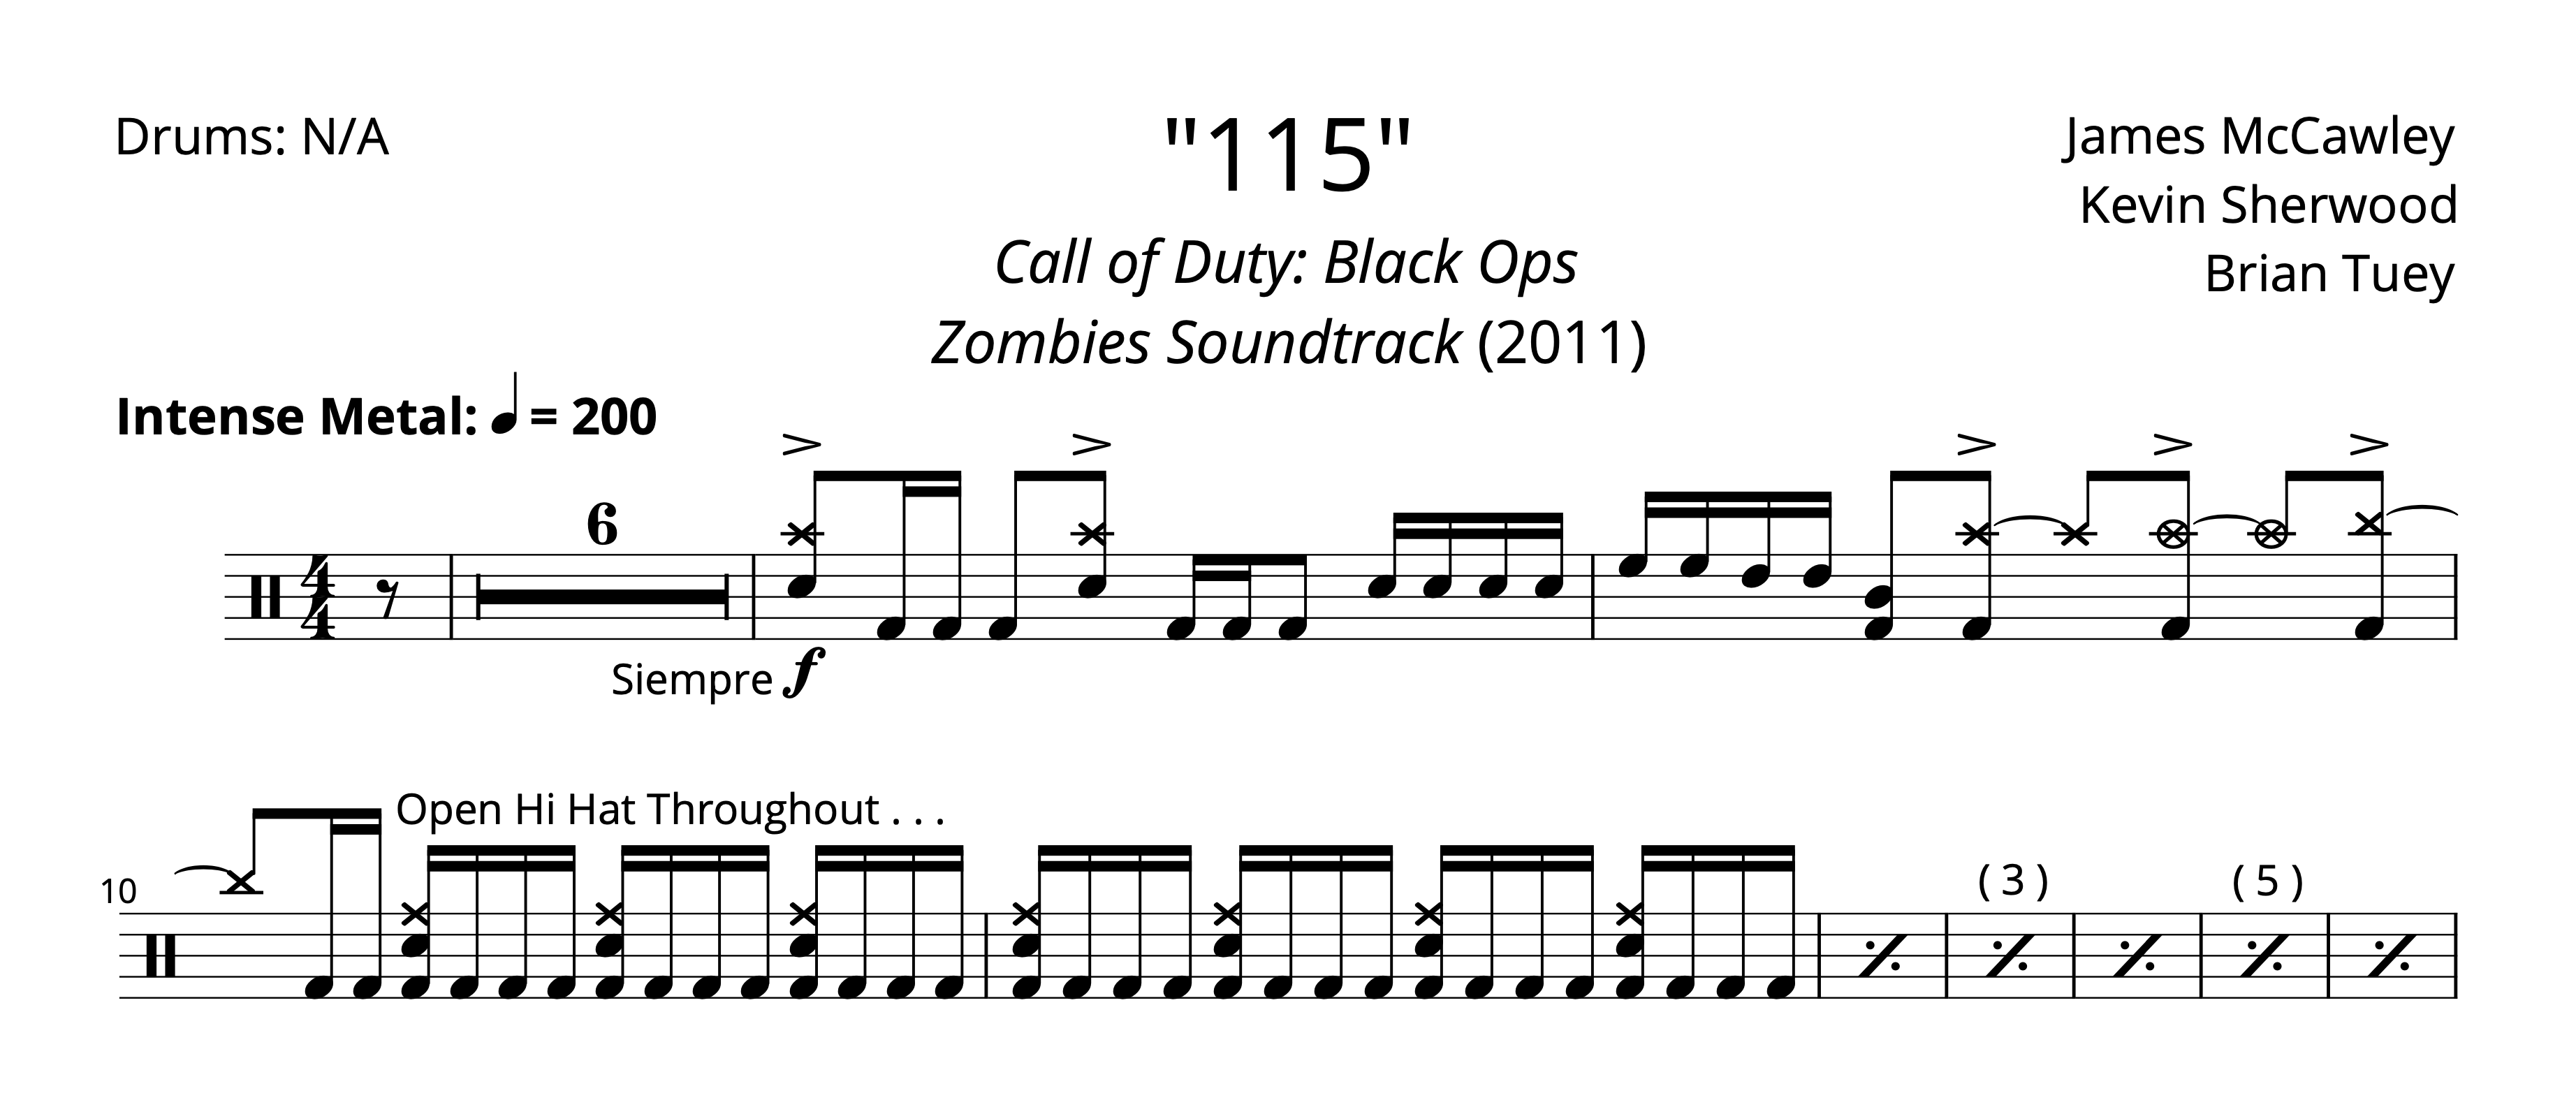 Drums: N/A
"115"
James McCawley
Kevin Sherwood
Brian Tuey
Call of Duty: Black Ops
Zombies Soundtrack (2011)
Intense Metal: ♩ = 200
6
4
4
Siempre f
Open Hi Hat Throughout . . .
10
( 3 )
( 5 )